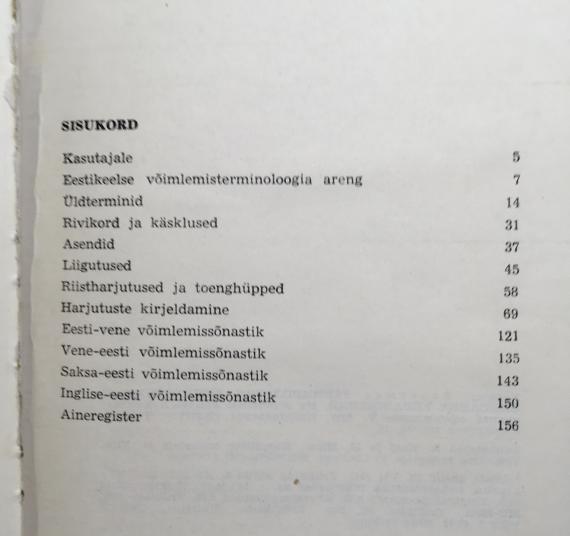 SISUKORD
Kasutajale 5
Eestikeelse võimlemisterminoloogia areng 7
Üldterminid 14
Rivikord ja käsklused 31
Asendid 37
Liigutused 45
Riistharjutused ja toenghüpped 58
Harjutuste kirjeldamine 69
Eesti-vene võimlemissõnastik 121
Vene-eesti võimlemissõnastik 135
Saksa-eesti võimlemissõnastik 143
Inglise-eesti võimlemissõnastik 150
Aineregister 156